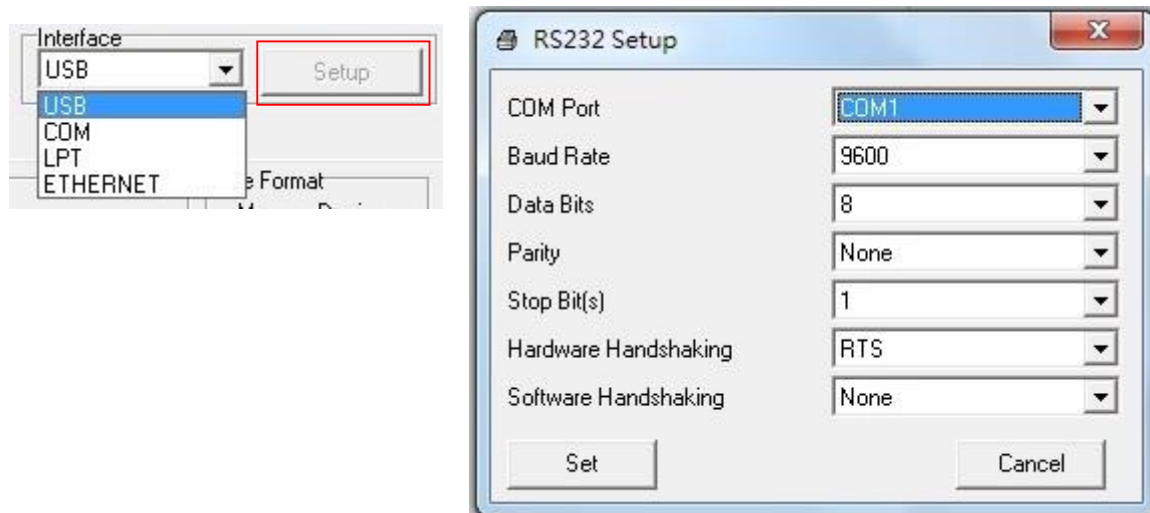 Interface
USB
Setup
USB
COM
LPT
ETHERNET
e Format
RS232 Setup
COM Port
COM1
Baud Rate
9600
Data Bits
8
Parity
None
Stop Bit(s)
1
Hardware Handshaking
RTS
Software Handshaking
None
Set
Cancel